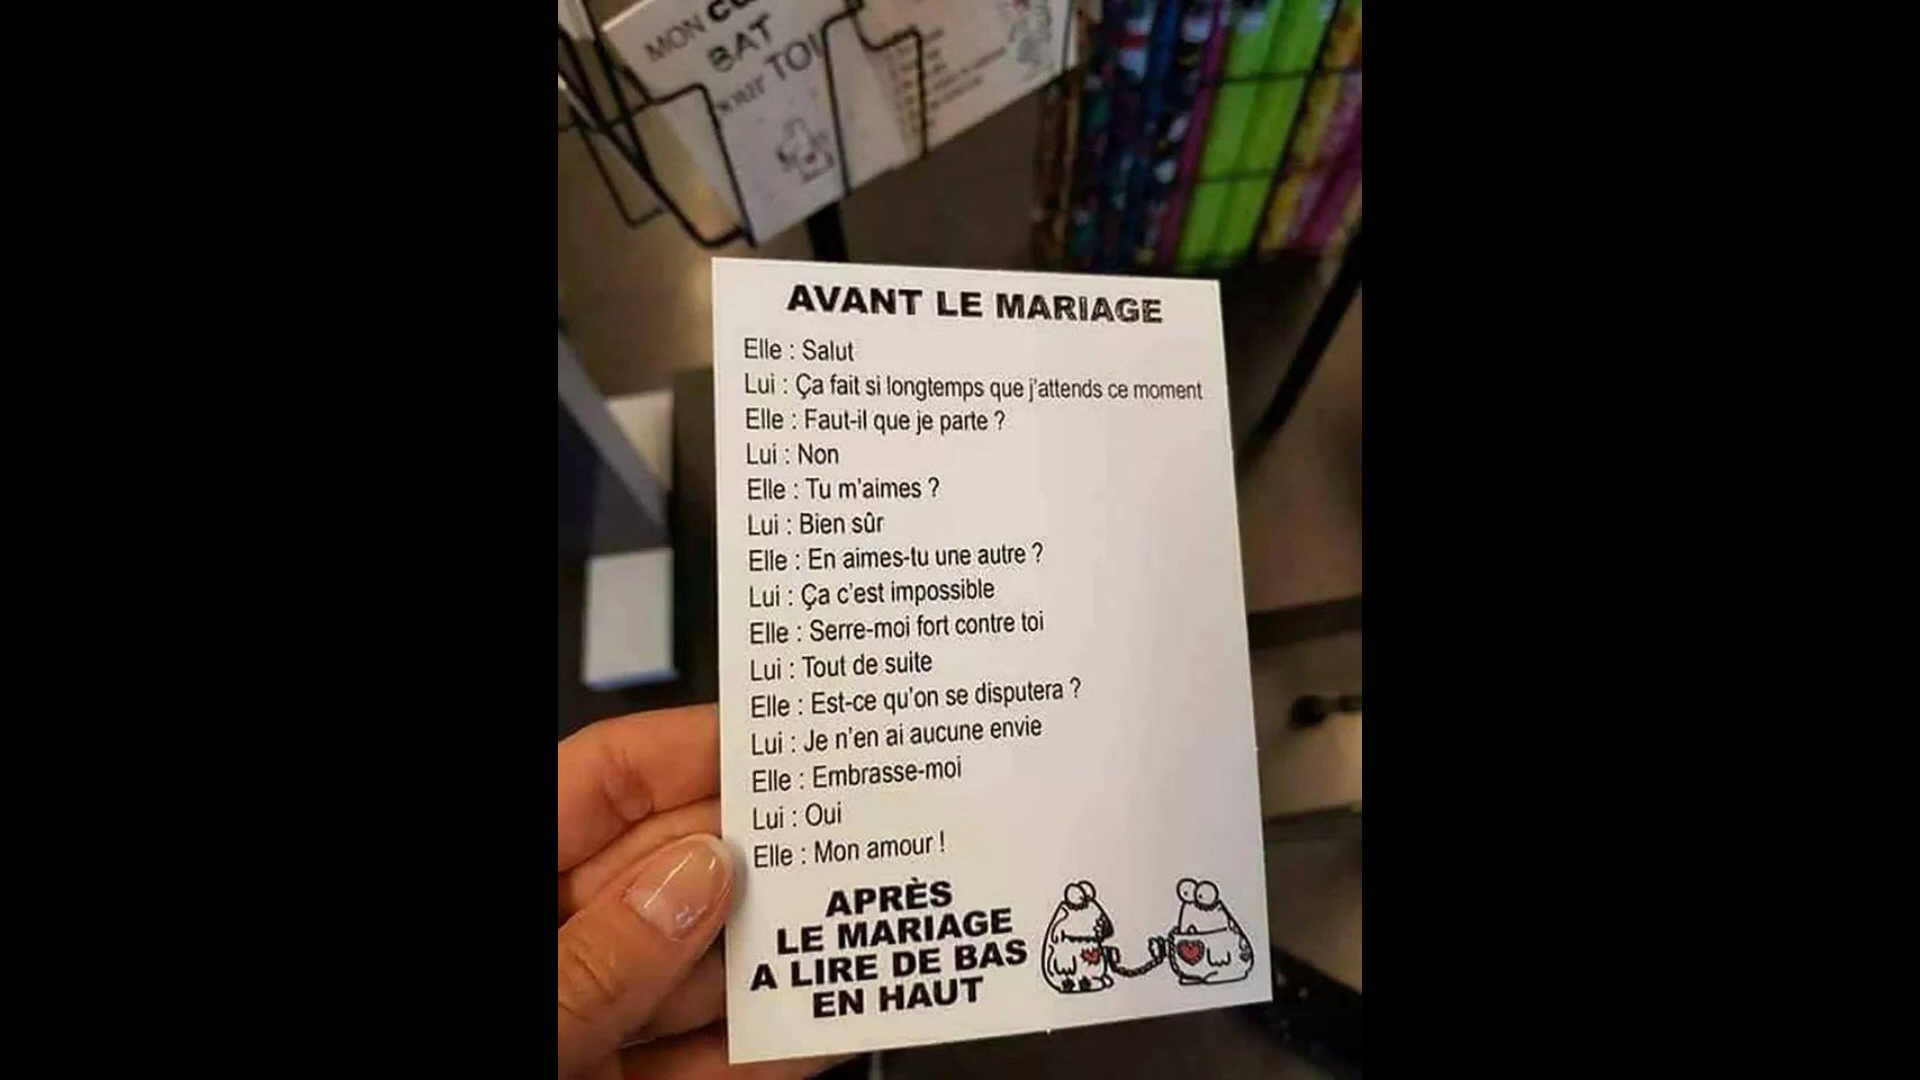 MON
BAT
TOI
AVANT LE MARIAGE
Elle : Salut
Lui : Ça fait si longtemps que j'attends ce moment
Elle : Faut-il que je parte ?
Lui : Non
Elle : Tu m'aimes ?
Lui : Bien sûr
Elle : En aimes-tu une autre ?
Lui : Ça c'est impossible
Elle : Serre-moi fort contre toi
Lui : Tout de suite
Elle : Est-ce qu'on se disputera ?
Lui : Je n'en ai aucune envie
Elle : Embrasse-moi
Lui : Oui
Elle : Mon amour !
APRÈS
LE MARIAGE
A LIRE DE BAS
EN HAUT